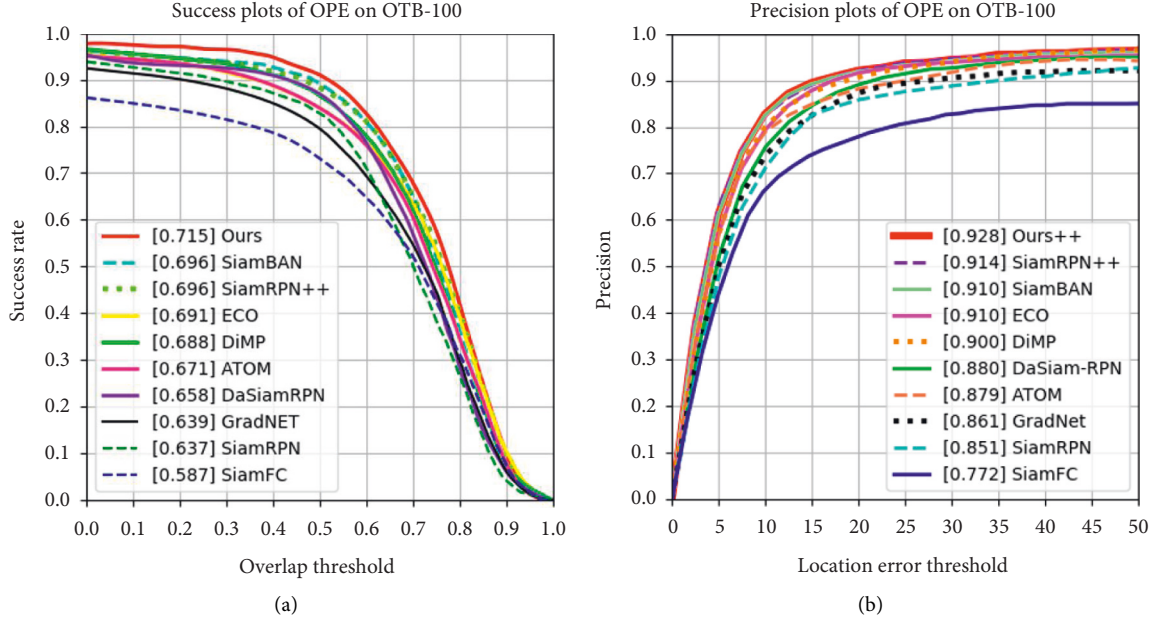 Success plots of OPE on OTB-100
1.0
0.9
0.8
0.7
0.6
0.5
0.4
0.3
0.2
0.1
0.0
Success rate
[0.715] Ours
[0.696] SiamBAN
[0.696] SiamRPN++
[0.691] ECO
[0.688] DiMP
[0.671] ATOM
[0.658] DaSiamRPN
[0.639] GradNET
[0.637] SiamRPN
[0.587] SiamFC
0.0 0.1 0.2 0.3 0.4 0.5 0.6 0.7 0.8 0.9 1.0
Overlap threshold
(a)
Precision plots of OPE on OTB-100
1.0
0.9
0.8
0.7
0.6
0.5
0.4
0.3
0.2
0.1
0.0
Precision
[0.928] Ours++
[0.914] SiamRPN++
[0.910] SiamBAN
[0.910] ECO
[0.900] DiMP
[0.880] DaSiam-RPN
[0.879] ATOM
[0.861] GradNet
[0.851] SiamRPN
[0.772] SiamFC
0 5 10 15 20 25 30 35 40 45 50
Location error threshold
(b)